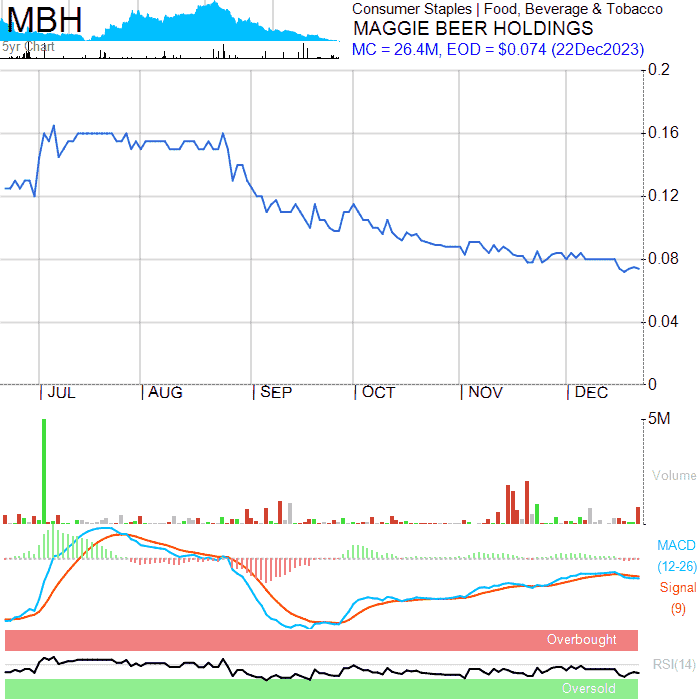 MBH
5yr Chart
Consumer Staples | Food, Beverage & Tobacco
MAGGIE BEER HOLDINGS
MC = 26.4M, EOD = $0.074 (22Dec2023)
0.2
0.16
0.12
0.08
0.04
0
JUL AUG SEP OCT NOV DEC
5M
Volume
MACD
(12-26)
Signal
(9)
Overbought
RSI(14)
Oversold